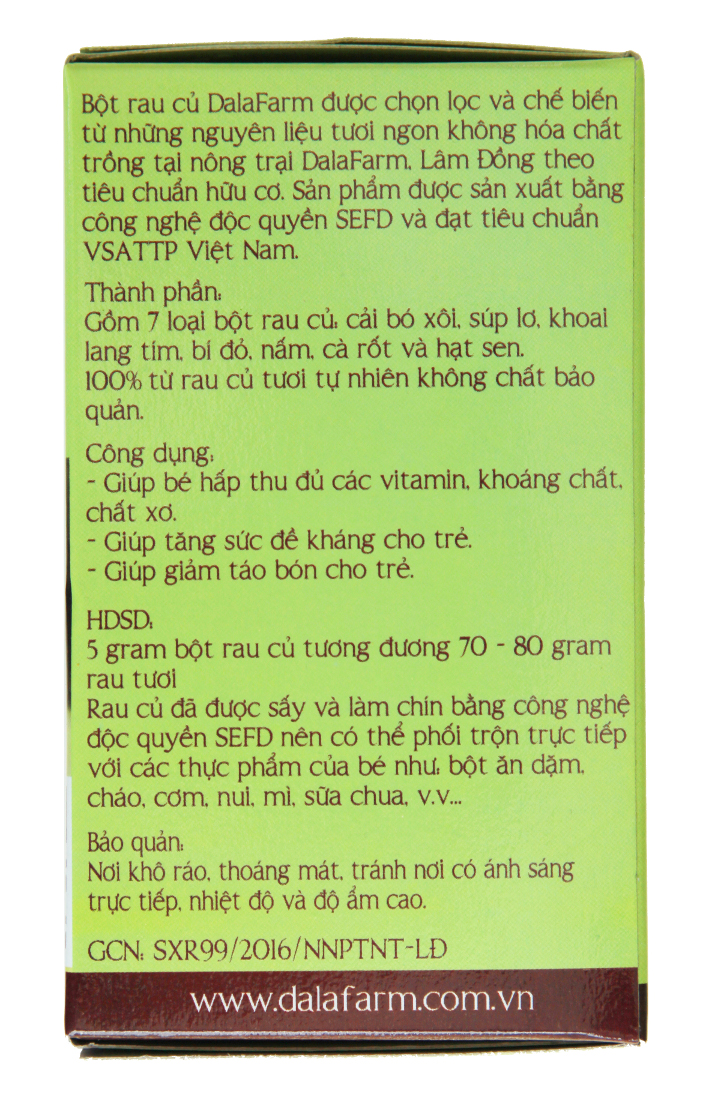 Bột rau củ DalaFarm được chọn lọc và chế biến
từ những nguyên liệu tươi ngon không hóa chất
trồng tại nông trại DalaFarm, Lâm Đồng theo
tiêu chuẩn hữu cơ. Sản phẩm được sản xuất bằng
công nghệ độc quyền SEFD và đạt tiêu chuẩn
VSATTP Việt Nam.
Thành phần:
Gồm 7 loại bột rau củ: cải bó xôi, súp lơ, khoai
lang tím, bí đỏ, nấm, cà rốt và hạt sen.
100% từ rau củ tươi tự nhiên không chất bảo
quản.
Công dụng:
- Giúp bé hấp thu đủ các vitamin, khoáng chất,
chất xơ.
- Giúp tăng sức đề kháng cho trẻ.
- Giúp giảm táo bón cho trẻ.
HDSD:
5 gram bột rau củ tương đương 70 - 80 gram
rau tươi
Rau củ đã được sấy và làm chín bằng công nghệ
độc quyền SEFD nên có thể phối trộn trực tiếp
với các thực phẩm của bé như: bột ăn dặm,
cháo, cơm, nui, mì, sữa chua, v.v...
Bảo quản:
Nơi khô ráo, thoáng mát, tránh nơi có ánh sáng
trực tiếp, nhiệt độ và độ ẩm cao.
GCN: SXR99/2016/NNPTNT-LĐ
www.dalafarm.com.vn